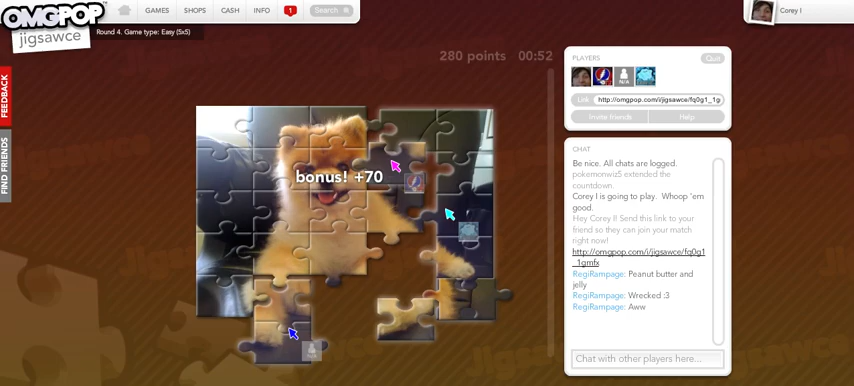 OMGPOP
GAMES
SHOPS
CASH
INFO
1
Search
Corey I
jigsawce
Round 4. Game type: Easy (5x5)
280 points 00:52
FEEDBACK
FIND FRIENDS
bonus! +70
N/A
PLAYERS
Quit
N/A
Link http://omgpop.com/i/jigsawce/fq0g1_1g
Invite friends
Help
CHAT
Be nice. All chats are logged.
pokemonwiz5 extended the
countdown.
Corey I is going to play. Whoop 'em
good.
Hey Corey I! Send this link to your
friend so they can join your match
right now!
http://omgpop.com/i/jigsawce/fq0g1
_1gmfx
RegiRampage: Peanut butter and
jelly
RegiRampage: Wrecked :3
RegiRampage: Aww
Chat with other players here...